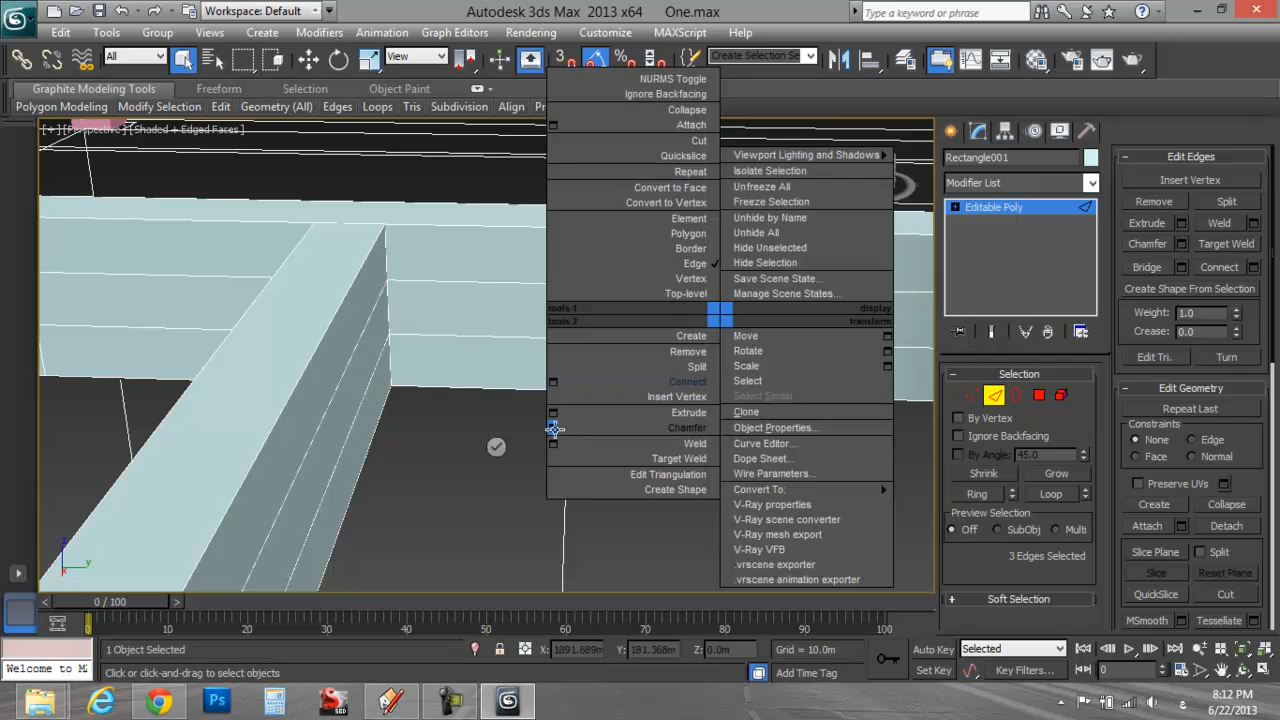 Workspace: Default
Autodesk 3ds Max 2013 x64 One.max
Type a keyword or phrase
Edit Tools Group Views Create Modifiers Animation Graph Editors Rendering Customize MAXScript Help
All
View
3
%
Create Selection Se
Graphite Modeling Tools Freeform Selection Object Paint
Polygon Modeling Modify Selection Edit Geometry (All) Edges Loops Tris Subdivision Align
[+][Perspective][Shaded + Edged Faces]
NURMS Toggle
Ignore Backfacing
Collapse
Attach
Cut
Quickslice
Repeat
Convert to Face
Convert to Vertex
Element
Polygon
Border
Edge
Vertex
Top-level
tools 1
tools 2
Create
Remove
Split
Connect
Insert Vertex
Extrude
Chamfer
Weld
Target Weld
Edit Triangulation
Create Shape
Viewport Lighting and Shadows
Isolate Selection
Unfreeze All
Freeze Selection
Unhide by Name
Unhide All
Hide Unselected
Hide Selection
Save Scene State...
Manage Scene States...
display
transform
Move
Rotate
Scale
Select
Select Similar
Clone
Object Properties...
Curve Editor...
Dope Sheet...
Wire Parameters...
Convert To:
V-Ray properties
V-Ray scene converter
V-Ray mesh export
V-Ray VFB
.vrscene exporter
.vrscene animation exporter
Rectangle001
Modifier List
Editable Poly
Selection
By Vertex
Ignore Backfacing
By Angle: 45.0
Shrink Grow
Ring Loop
Preview Selection
Off SubObj Multi
3 Edges Selected
Soft Selection
Edit Edges
Insert Vertex
Remove Split
Extrude Weld
Chamfer Target Weld
Bridge Connect
Create Shape From Selection
Weight: 1.0
Crease: 0.0
Edit Tri. Turn
Edit Geometry
Repeat Last
Constraints
None Edge
Face Normal
Preserve UVs
Create Collapse
Attach Detach
Slice Plane Split
Slice Reset Plane
QuickSlice Cut
MSmooth Tessellate
z
y
x
< 0 / 100 >
0 10 20 30 40 50 60 70 80 90 100
1 Object Selected X: 1891.689m Y: 181.368m Z: 0.0m Grid = 10.0m Auto Key Selected
Welcome to M Click or click-and-drag to select objects Add Time Tag Set Key Key Filters... 0
Ps
8:12 PM
6/22/2013